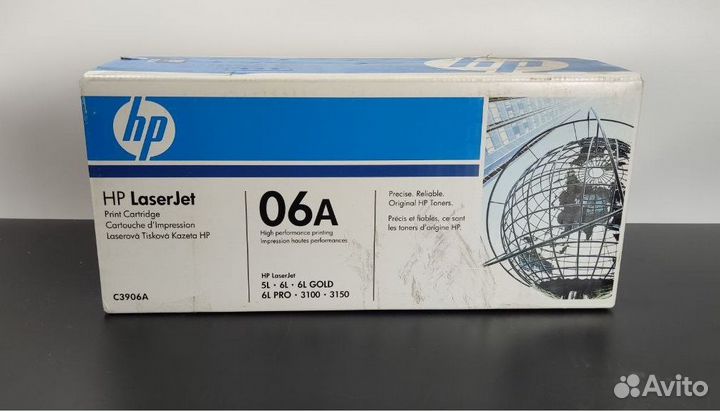 hp
hp
HP LaserJet
Print Cartridge
Cartouche d'Impression
Laserová Tisková Kazeta HP
C3906A
06A
High performance printing
Impression hautes performances
HP LaserJet
5L · 6L · 6L GOLD
6L PRO · 3100 · 3150
Precise. Reliable.
Original HP Toners.
Précis et fiables, ce sont
les toners d'origine HP.
Avito